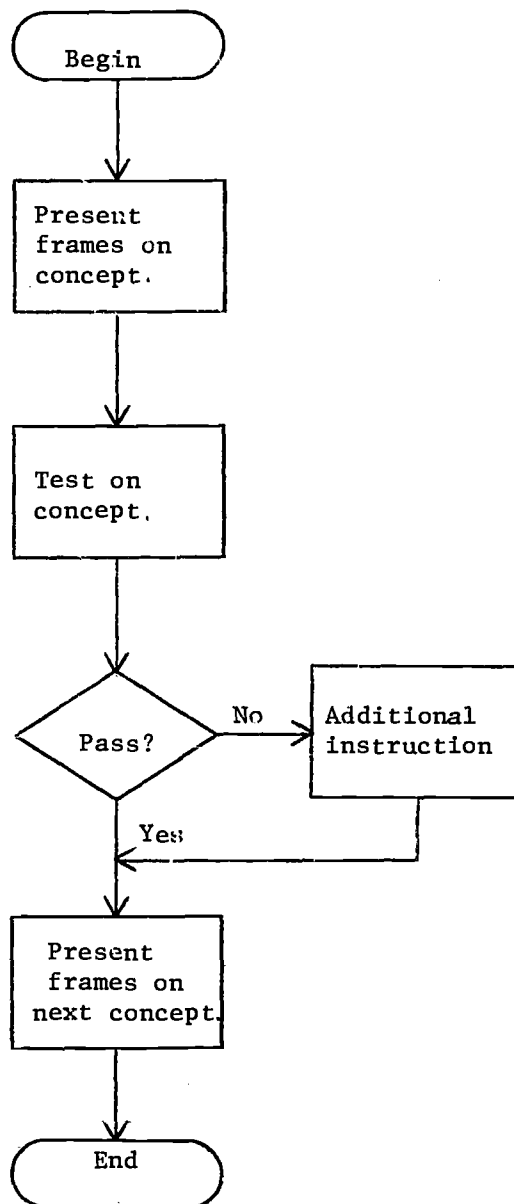 Begin
Present
frames on
concept.
Test on
concept.
Pass?
No
Additional
instruction
Yes
Present
frames on
next concept.
End